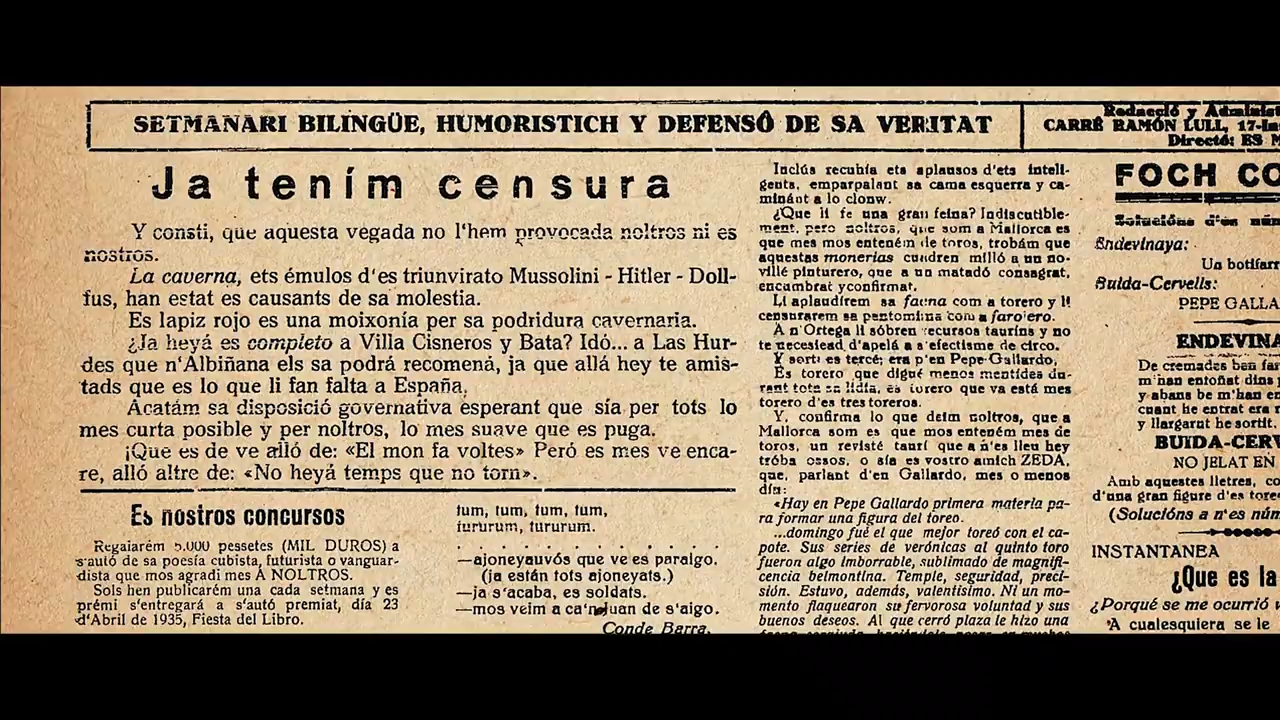 SETMANARI BILINGÜE, HUMORISTICH Y DEFENSÔ DE SA VERITAT
Redacció y Administ
CARRÉ RAMÓN LULL, 17-
Directó: ES M
Ja tením censura
Y consti, que aquesta vegada no l'hem provocada noltros ni es
nostros.
La caverna, ets émulos d'es triunvirato Mussolini - Hitler - Doll-
fus, han estat es causants de sa molestia.
Es lapiz rojo es una moixonía per sa podridura cavernaria.
¿Ja heyá es completo a Villa Cisneros y Bata? Idó... a Las Hur-
des que n'Albiñana els sa podrá recomená, ja que allá hey te amis-
tads que es lo que li fan falta a España.
Acatám sa disposició governativa esperant que sía per tots lo
mes curta posible y per noltros, lo mes suave que es puga.
¡Que es de ve alló de: «El mon fa voltes» Peró es mes ve enca-
re, alló altre de: «No heyá temps que no torn».
Es nostros concursos
Regalarém 5.000 pessetes (MIL DUROS) a
s'autó de sa poesía cubista, futurista o vanguar-
dista que mos agradi mes A NOLTROS.
Sols hen publicarém una cada setmana y es
prémi s'entregará a s'autó premiat, día 23
d'Abril de 1935, Fiesta del Libro.
tum, tum, tum, tum,
tururum, tururum.
. . . . . . . . . . . . . . .
—ajoneyauvós que ve es paralgo.
(ja están tots ajoneyats.)
—ja s'acaba, es soldats.
—mos veim a ca'n Juan de s'aigo.
Conde Barra.
Inclús recubía ets aplausos d'ets inteli-
gents, emparpalant sa cama esquerra y ca-
minánt a lo clonw.
¿Que li fe una gran feina? Indiscutible-
ment, pero noltros, que som a Mallorca es
que mes mos entením de toros, trobám que
aquestas monerias cuadren milló a un no-
villé pinturero, que a un matadó consagrat,
encumbrat yconfirmat.
Li aplaudírem sa faena com a torero y li
censurarem sa pantomina com a farolero.
A n'Ortega li sóbren recursos taurins y no
te necesiead d'apelá a s'efectisme de circo.
Y sortí es tercé; era p'en Pepe Gallardo,
Es torero que digué menos mentides du-
rant tota sa lídia, es torero que va está mes
torero d'es tres toreros.
Y, confirma lo que deim noltros, que a
Mallorca som es que mos enteném mes de
toros, un revisté taurí que a n'es lleu hey
tróba ossos, o sía es vostro amich ZEDA,
que, parlant d'en Gallardo, mes o menos
diu:
«Hay en Pepe Gallardo primera materia pa-
ra formar una figura del toreo.
...domingo fué el que mejor toreó con el ca-
pote. Sus series de verónicas al quinto toro
fueron algo imborrable, sublimado de magnifi-
cencia belmontina. Temple, seguridad, preci-
sión. Estuvo, además, valentísimo. Ni un mo-
mento flaquearon su fervorosa voluntad y sus
buenos deseos. Al que cerró plaza le hizo una
FOCH CO
Solucións d'es núm
Endevinaya:
Un botifarr
Buida-Cervells:
PEPE GALLA
ENDEVINA
De cremades ben far
m'han entoñat dins
y abans be m'han en
cuant he entrat era
y llargarut he sortit.
BUIDA-CERV
NO JELAT EN
Amb aquestes lletres, co
d'una gran figure d'es tore
(Solucións a n'es núm
INSTANTANEA
¿Que es la
¿Porqué se me ocurrió
A cualesquiera se le